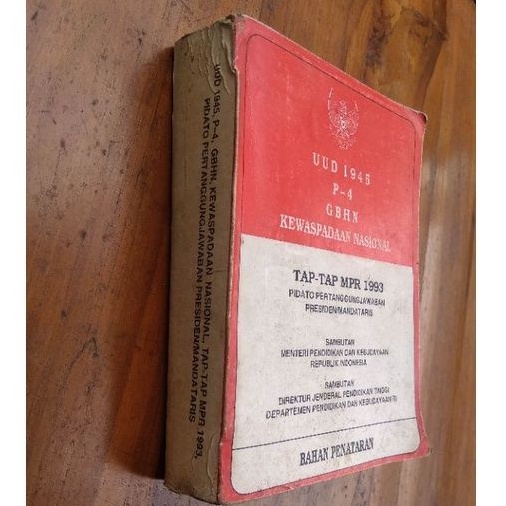 UUD 1945
P-4
GBHN
KEWASPADAAN NASIONAL
TAP-TAP MPR 1993
PIDATO PERTANGGUNGJAWABAN
PRESIDEN/MANDATARIS
SAMBUTAN
MENTERI PENDIDIKAN DAN KEBUDAYAAN
REPUBLIK INDONESIA
SAMBUTAN
DIREKTUR JENDERAL PENDIDIKAN TINGGI
DEPARTEMEN PENDIDIKAN DAN KEBUDAYAAN RI
BAHAN PENATARAN
UUD 1945, P-4, GBHN, KEWASPADAAN NASIONAL, TAP-TAP MPR 1993,
PIDATO PERTANGGUNGJAWABAN PRESIDEN/MANDATARIS